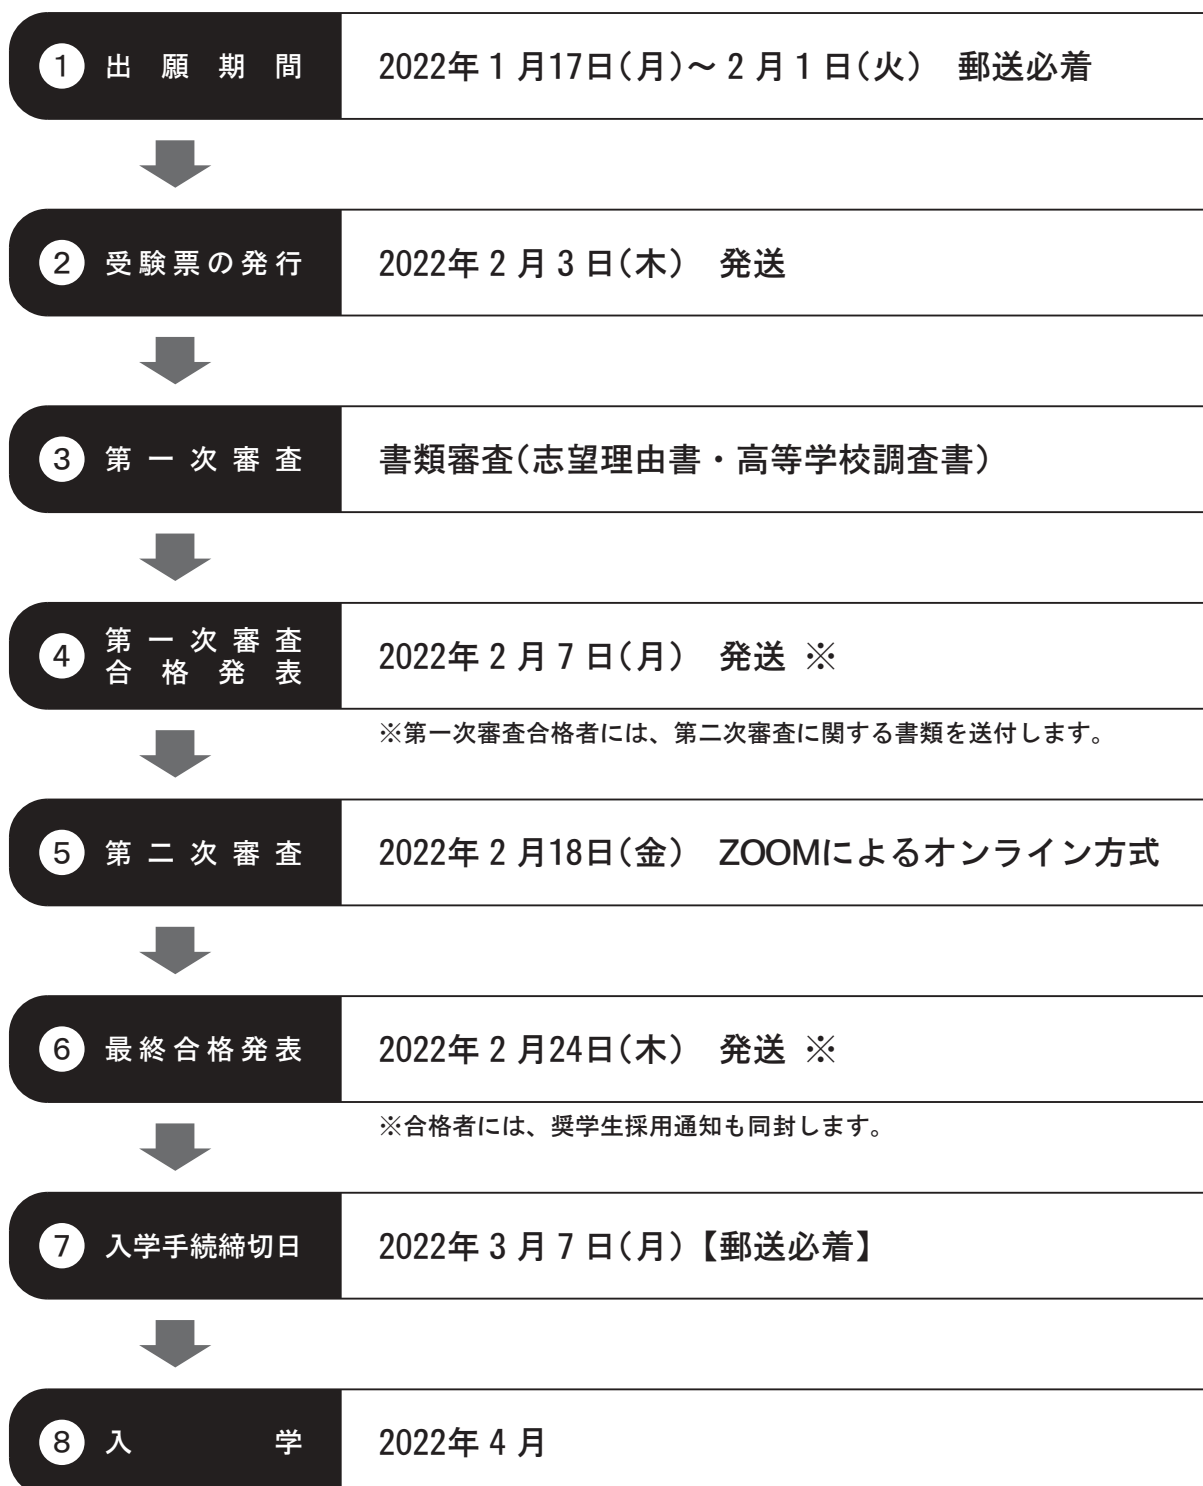 ① 出願期間 2022年1月17日(月)～2月1日(火) 郵送必着
② 受験票の発行 2022年2月3日(木) 発送
③ 第一次審査 書類審査(志望理由書・高等学校調査書)
④ 第一次審査
合格発表 2022年2月7日(月) 発送 ※
※第一次審査合格者には、第二次審査に関する書類を送付します。
⑤ 第二次審査 2022年2月18日(金) ZOOMによるオンライン方式
⑥ 最終合格発表 2022年2月24日(木) 発送 ※
※合格者には、奨学生採用通知も同封します。
⑦ 入学手続締切日 2022年3月7日(月)【郵送必着】
⑧ 入学 2022年4月